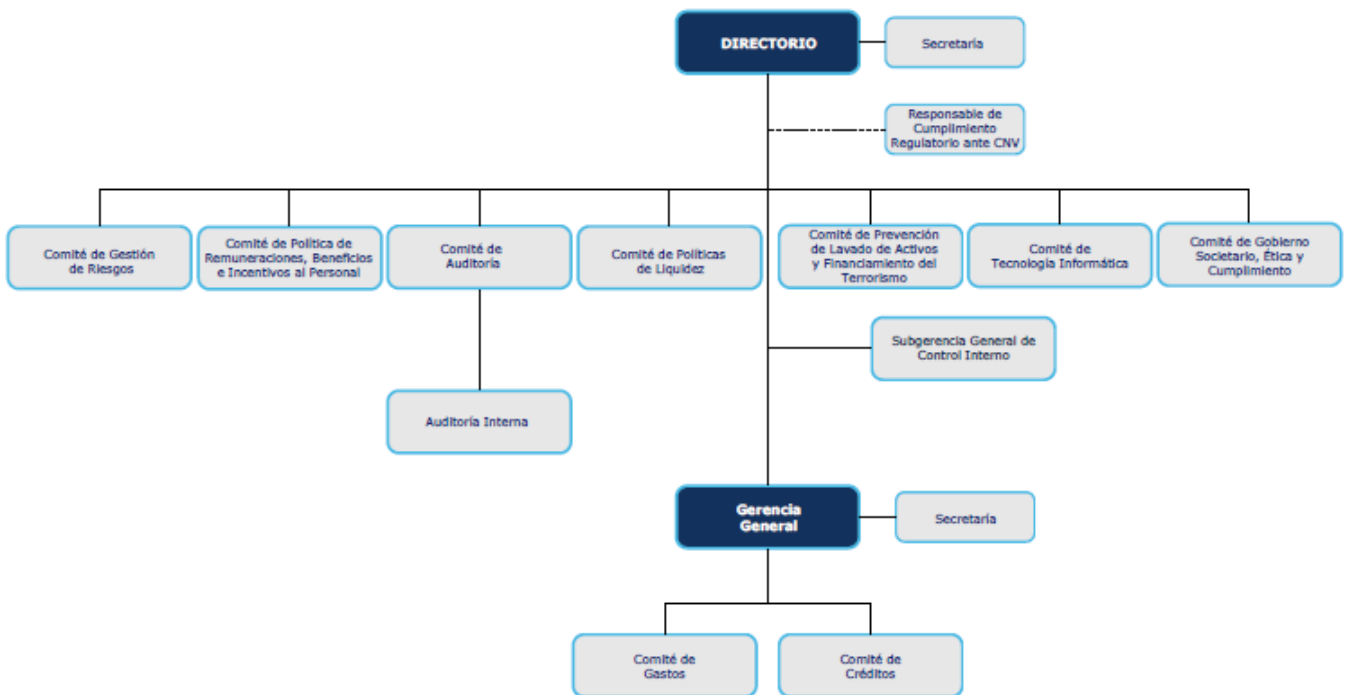 DIRECTORIO
Secretaría
Responsable de
Cumplimiento
Regulatorio ante CNV
Comité de Gestión
de Riesgos
Comité de Política de
Remuneraciones, Beneficios
e Incentivos al Personal
Comité de
Auditoría
Comité de Políticas
de Liquidez
Comité de Prevención
de Lavado de Activos
y Financiamiento del
Terrorismo
Comité de
Tecnología Informática
Comité de Gobierno
Societario, Ética y
Cumplimiento
Subgerencia General de
Control Interno
Auditoría Interna
Gerencia
General
Secretaría
Comité de
Gastos
Comité de
Créditos